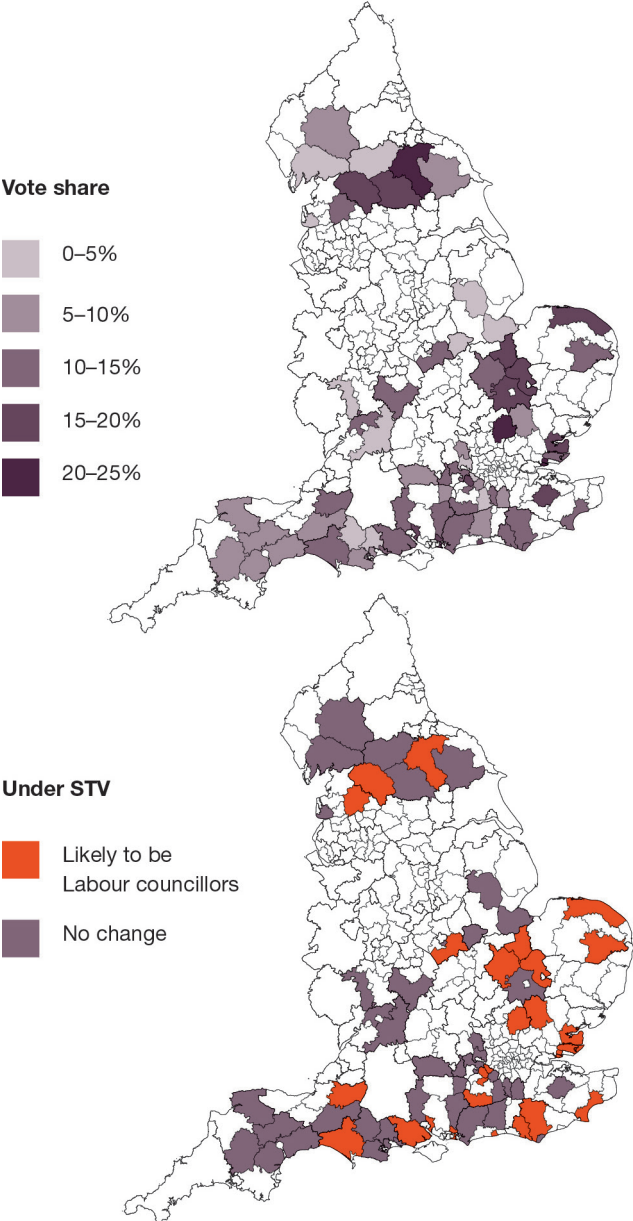 Vote share
0–5%
5–10%
10–15%
15–20%
20–25%
Under STV
Likely to be
Labour councillors
No change